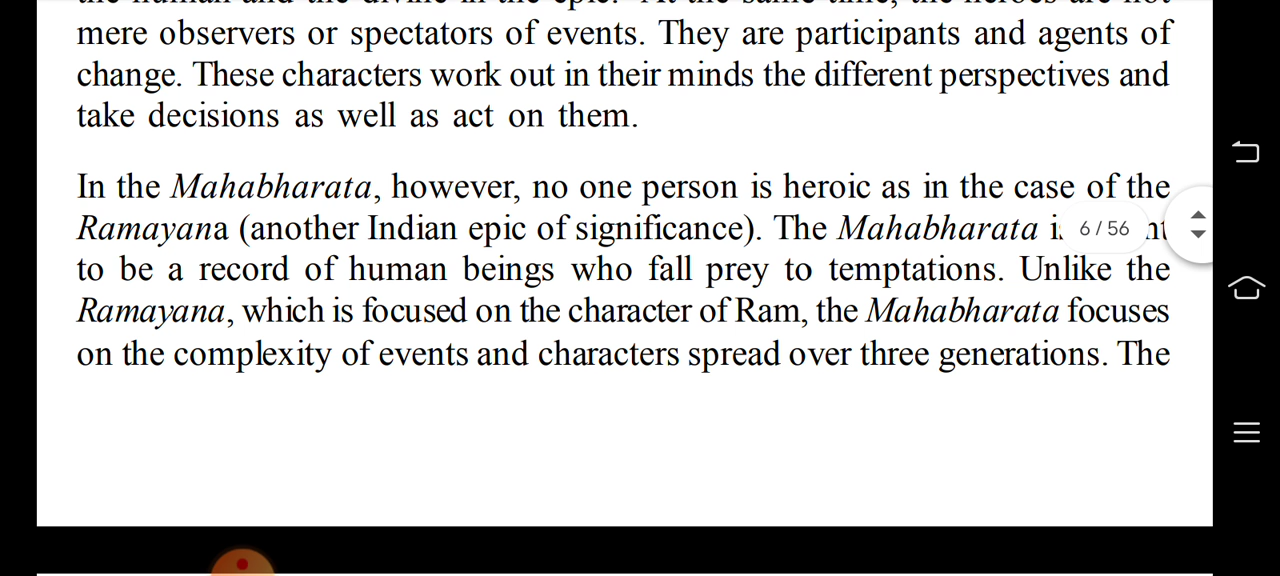 mere observers or spectators of events. They are participants and agents of
change. These characters work out in their minds the different perspectives and
take decisions as well as act on them.
In the Mahabharata, however, no one person is heroic as in the case of the
Ramayana (another Indian epic of significance). The Mahabharata
6 / 56
to be a record of human beings who fall prey to temptations. Unlike the
Ramayana, which is focused on the character of Ram, the Mahabharata focuses
on the complexity of events and characters spread over three generations. The